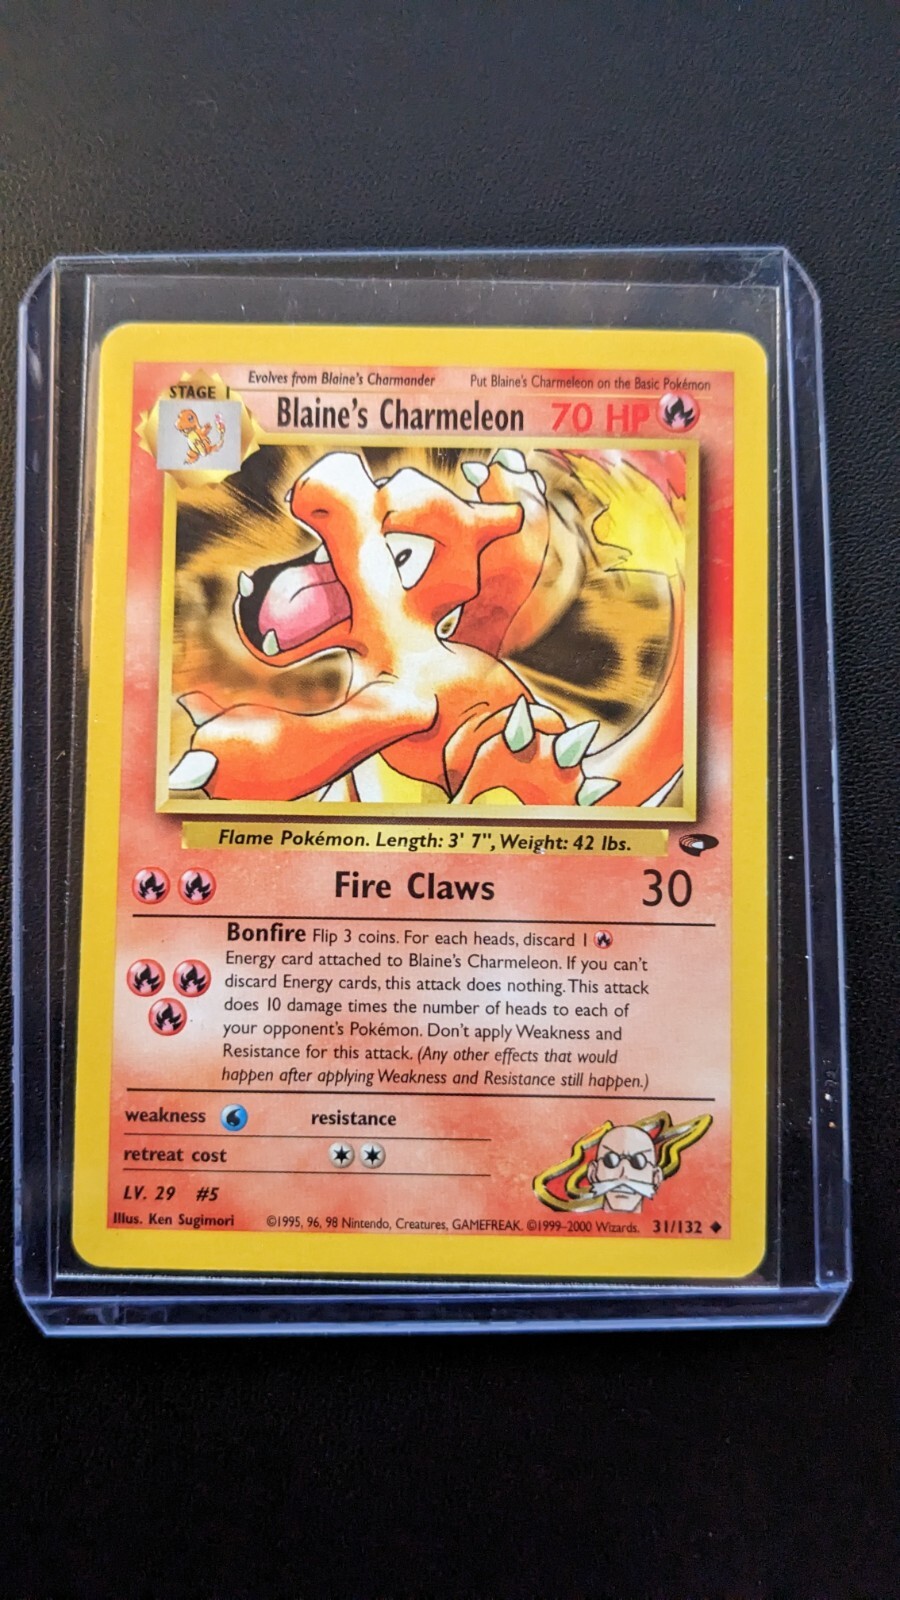 Evolves from Blaine's Charmander Put Blaine's Charmeleon on the Basic Pokémon
STAGE 1
Blaine's Charmeleon 70 HP
Flame Pokémon. Length: 3' 7", Weight: 42 lbs.
Fire Claws 30
Bonfire Flip 3 coins. For each heads, discard 1
Energy card attached to Blaine's Charmeleon. If you can't
discard Energy cards, this attack does nothing. This attack
does 10 damage times the number of heads to each of
your opponent's Pokémon. Don't apply Weakness and
Resistance for this attack. (Any other effects that would
happen after applying Weakness and Resistance still happen.)
weakness resistance
retreat cost
LV. 29 #5
Illus. Ken Sugimori ©1995, 96, 98 Nintendo, Creatures, GAMEFREAK. ©1999-2000 Wizards. 31/132